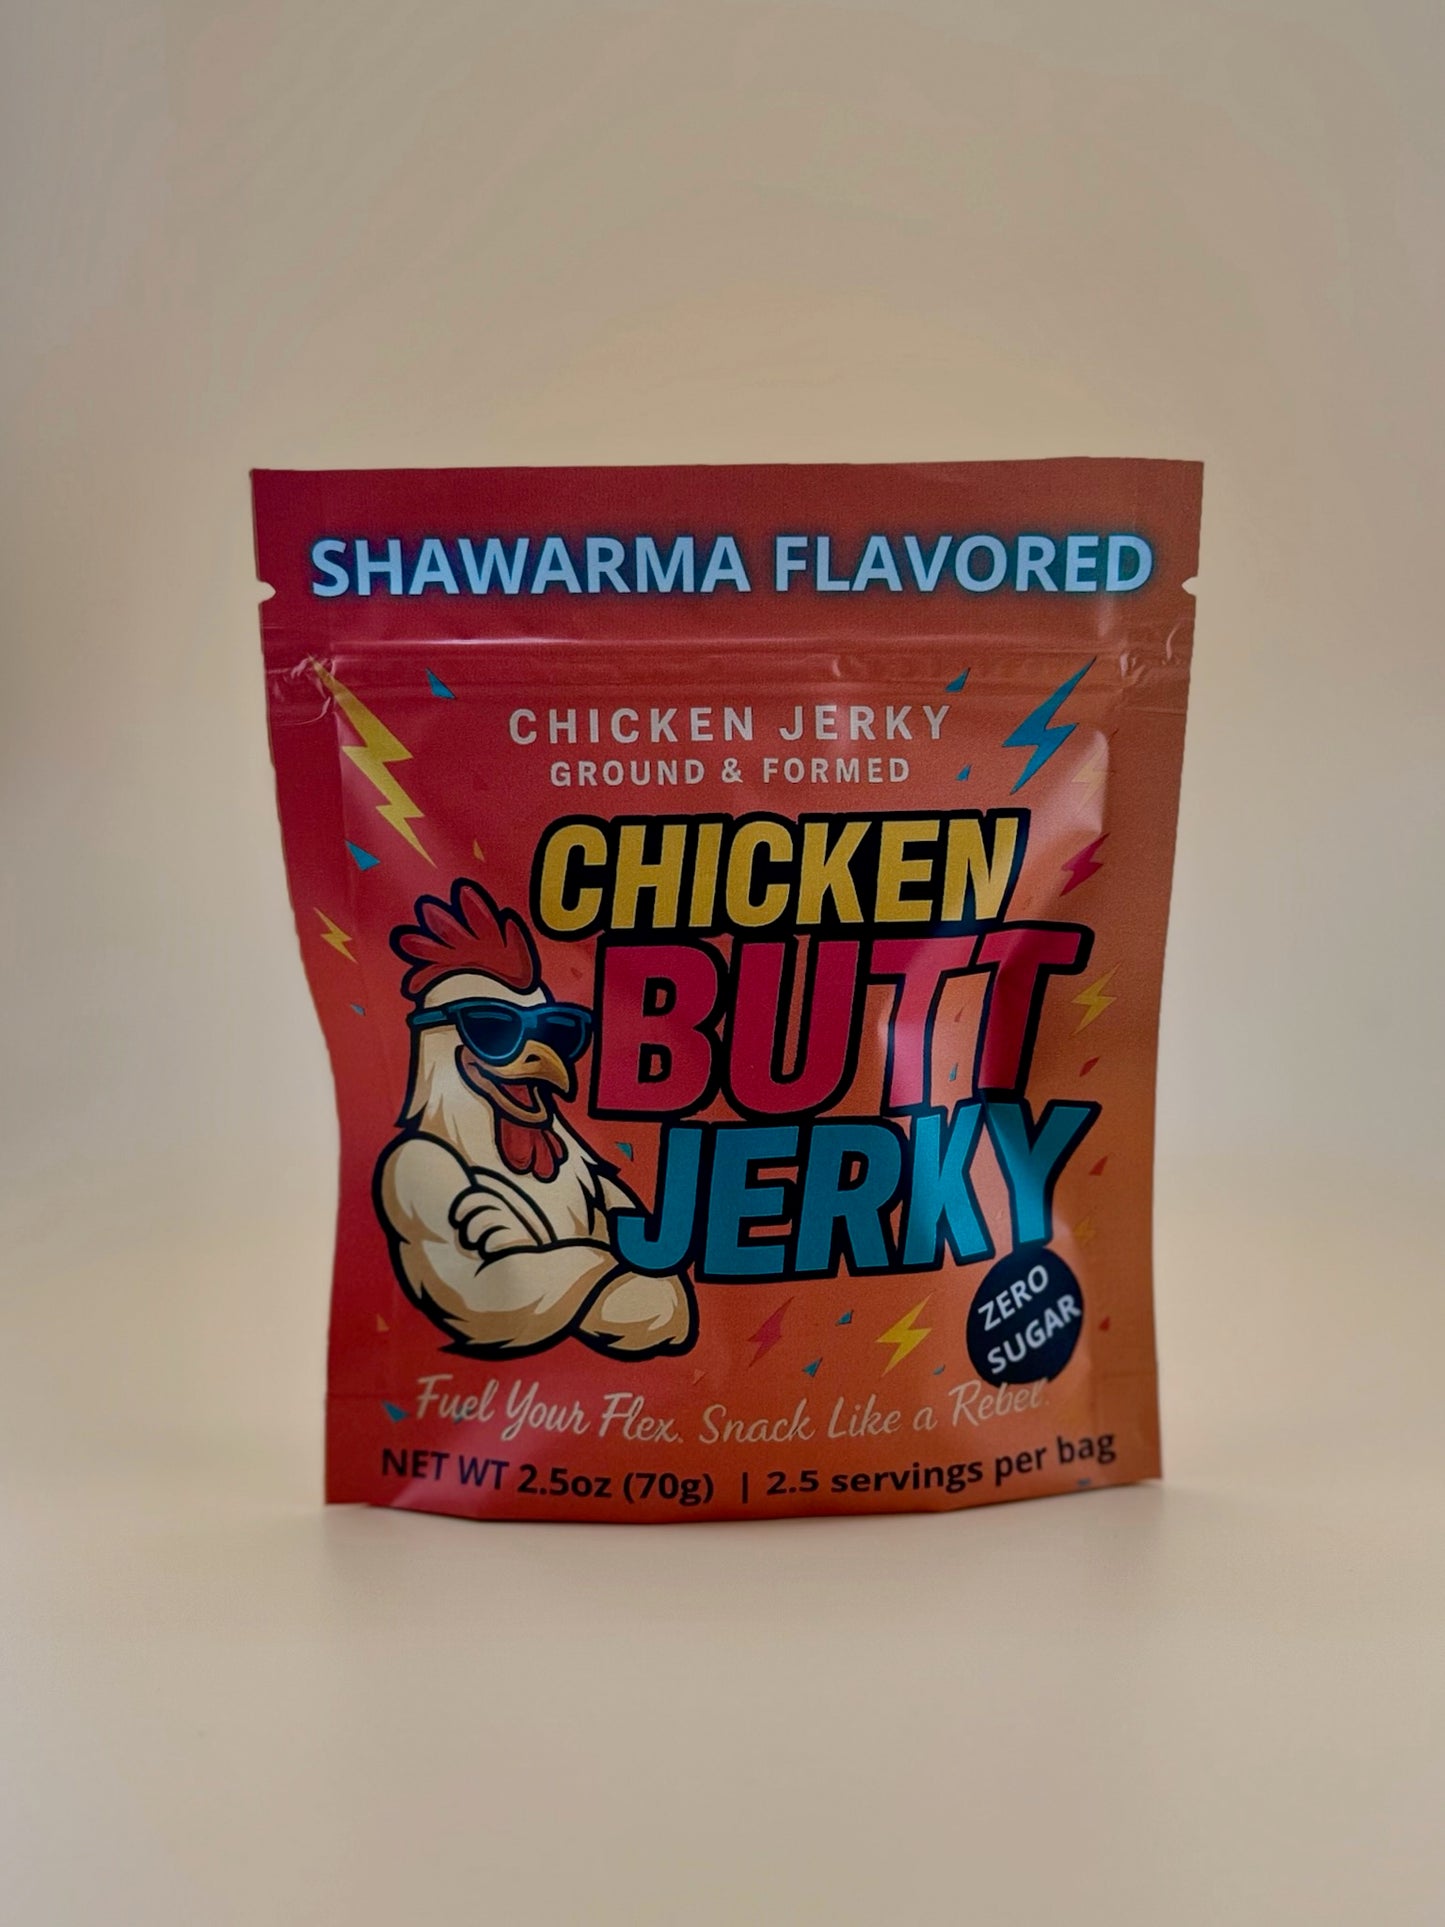 SHAWARMA FLAVORED
CHICKEN JERKY
GROUND & FORMED
CHICKEN
BUTT
JERKY
ZERO
SUGAR
Fuel Your Flex. Snack Like a Rebel.
NET WT 2.5oz (70g) | 2.5 servings per bag